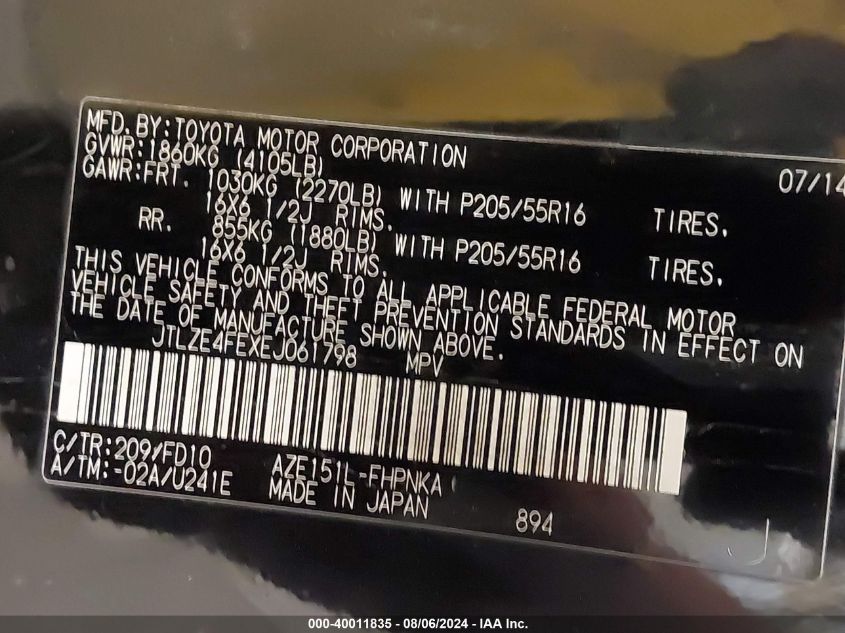 MFD. BY: TOYOTA MOTOR CORPORATION 07/14
GVWR: 1860KG (4105LB)
GAWR: FRT. 1030KG (2270LB) WITH P205/55R16 TIRES,
16X6 1/2J RIMS.
RR. 855KG (1880LB) WITH P205/55R16 TIRES,
16X6 1/2J RIMS.
THIS VEHICLE CONFORMS TO ALL APPLICABLE FEDERAL MOTOR
VEHICLE SAFETY AND THEFT PREVENTION STANDARDS IN EFFECT ON
THE DATE OF MANUFACTURE SHOWN ABOVE.
JTLZE4FEXEJ061798 MPV
C/TR: 209/FD10 AZE151L-FHPNKA
A/TM: -02A/U241E MADE IN JAPAN 894
J
000-40011835 - 08/06/2024 - IAA Inc.